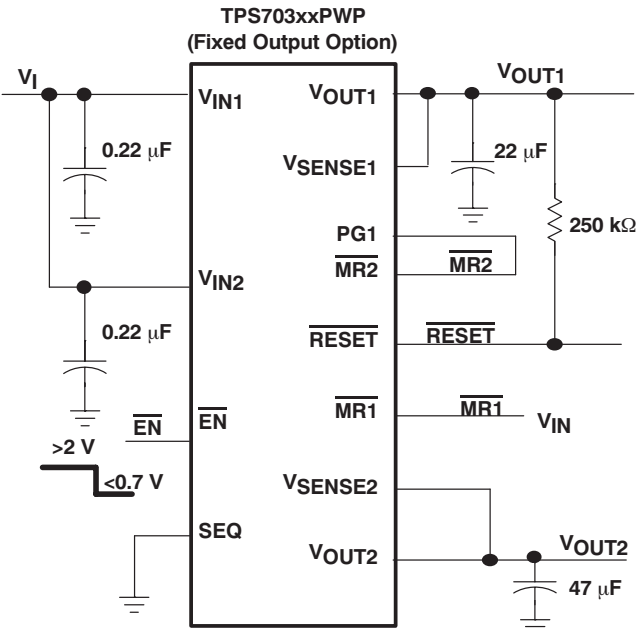 TPS703xxPWP
(Fixed Output Option)
VI
VIN1
VOUT1
VOUT1
0.22 µF
VSENSE1
22 µF
250 kΩ
PG1
MR2
MR2
VIN2
0.22 µF
RESET
RESET
EN
EN
MR1
MR1
VIN
>2 V
<0.7 V
VSENSE2
SEQ
VOUT2
VOUT2
47 µF